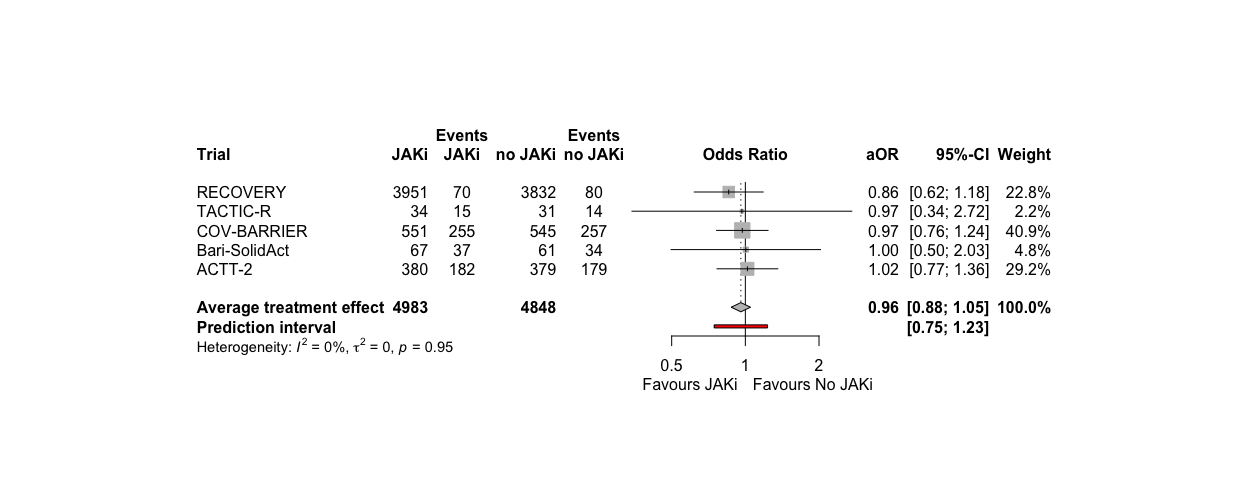 Events Events
Trial JAKi JAKi no JAKi no JAKi Odds Ratio aOR 95%-CI Weight
RECOVERY 3951 70 3832 80 0.86 [0.62; 1.18] 22.8%
TACTIC-R 34 15 31 14 0.97 [0.34; 2.72] 2.2%
COV-BARRIER 551 255 545 257 0.97 [0.76; 1.24] 40.9%
Bari-SolidAct 67 37 61 34 1.00 [0.50; 2.03] 4.8%
ACTT-2 380 182 379 179 1.02 [0.77; 1.36] 29.2%
Average treatment effect 4983 4848 0.96 [0.88; 1.05] 100.0%
Prediction interval [0.75; 1.23]
Heterogeneity: I² = 0%, τ² = 0, p = 0.95
0.5 1 2
Favours JAKi Favours No JAKi